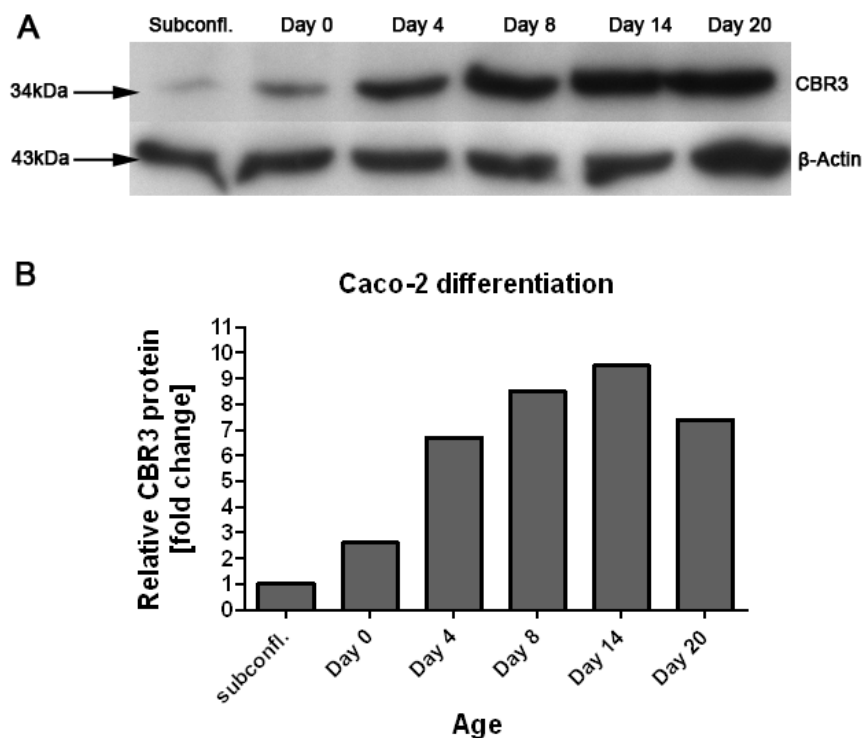 A
Subconfl. Day 0 Day 4 Day 8 Day 14 Day 20
34kDa CBR3
43kDa β-Actin
B
Caco-2 differentiation
Relative CBR3 protein
[fold change]
11
10
9
8
7
6
5
4
3
2
1
0
subconfl. Day 0 Day 4 Day 8 Day 14 Day 20
Age